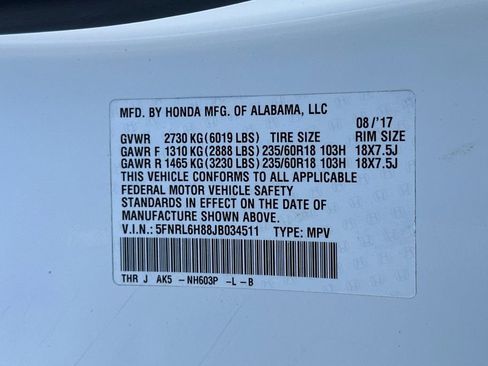 MFD. BY HONDA MFG. OF ALABAMA, LLC
08/'17
GVWR 2730 KG(6019 LBS) TIRE SIZE RIM SIZE
GAWR F 1310 KG(2888 LBS) 235/60R18 103H 18X7.5J
GAWR R 1465 KG(3230 LBS) 235/60R18 103H 18X7.5J
THIS VEHICLE CONFORMS TO ALL APPLICABLE
FEDERAL MOTOR VEHICLE SAFETY
STANDARDS IN EFFECT ON THE DATE OF
MANUFACTURE SHOWN ABOVE.
V.I.N.: 5FNRL6H88JB034511 TYPE: MPV
THR J AK5 - NH603P -L - B